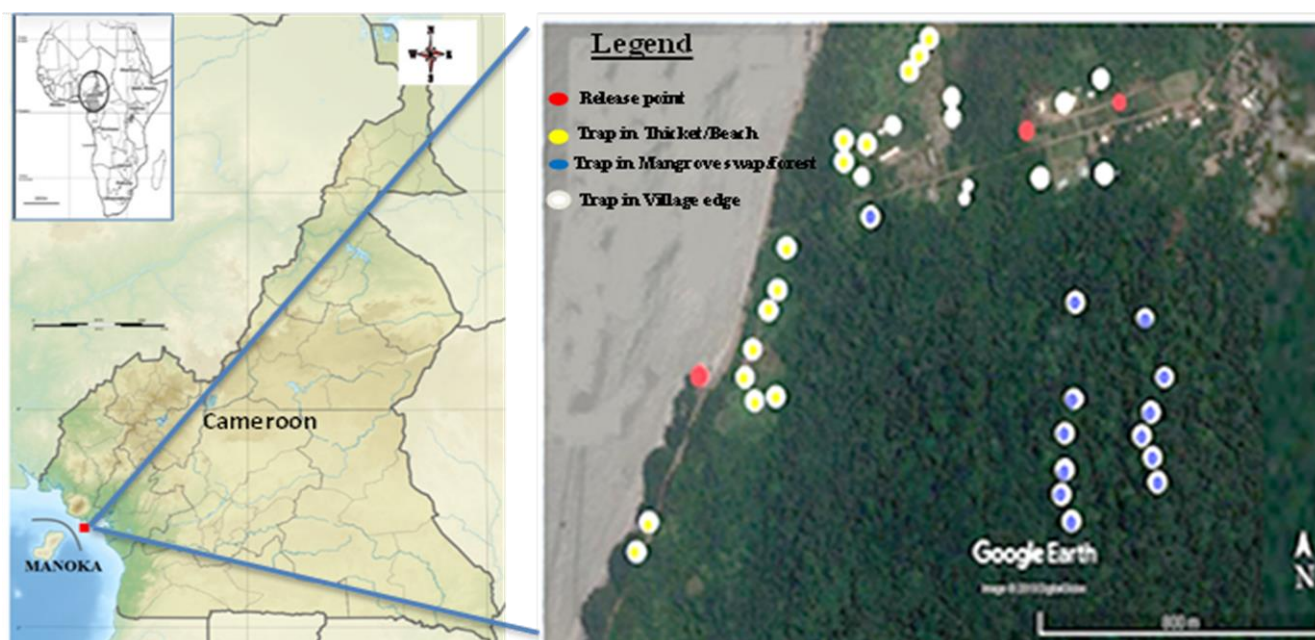 N
W E
S
Cameroon
MANOKA
Legend
Release point
Trap in Thicket/Beach
Trap in Mangrove swap/forest
Trap in Village edge
Google Earth
N
800 m